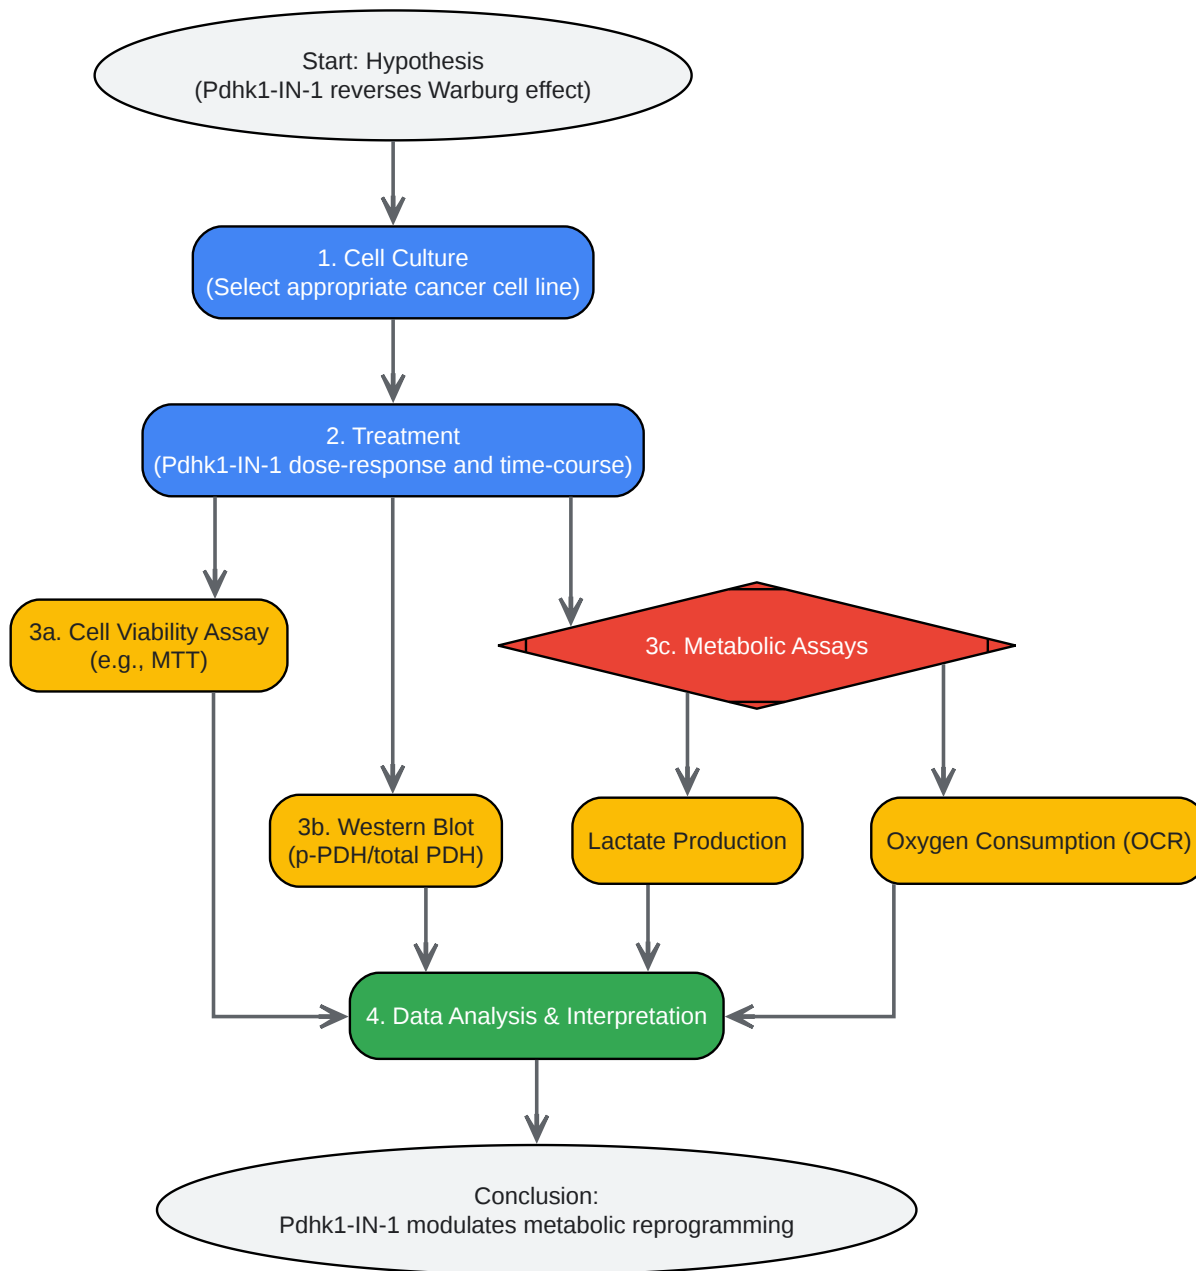 Start: Hypothesis
(Pdhk1-IN-1 reverses Warburg effect)
1. Cell Culture
(Select appropriate cancer cell line)
2. Treatment
(Pdhk1-IN-1 dose-response and time-course)
3a. Cell Viability Assay
(e.g., MTT)
3c. Metabolic Assays
3b. Western Blot
(p-PDH/total PDH)
Lactate Production
Oxygen Consumption (OCR)
4. Data Analysis & Interpretation
Conclusion:
Pdhk1-IN-1 modulates metabolic reprogramming